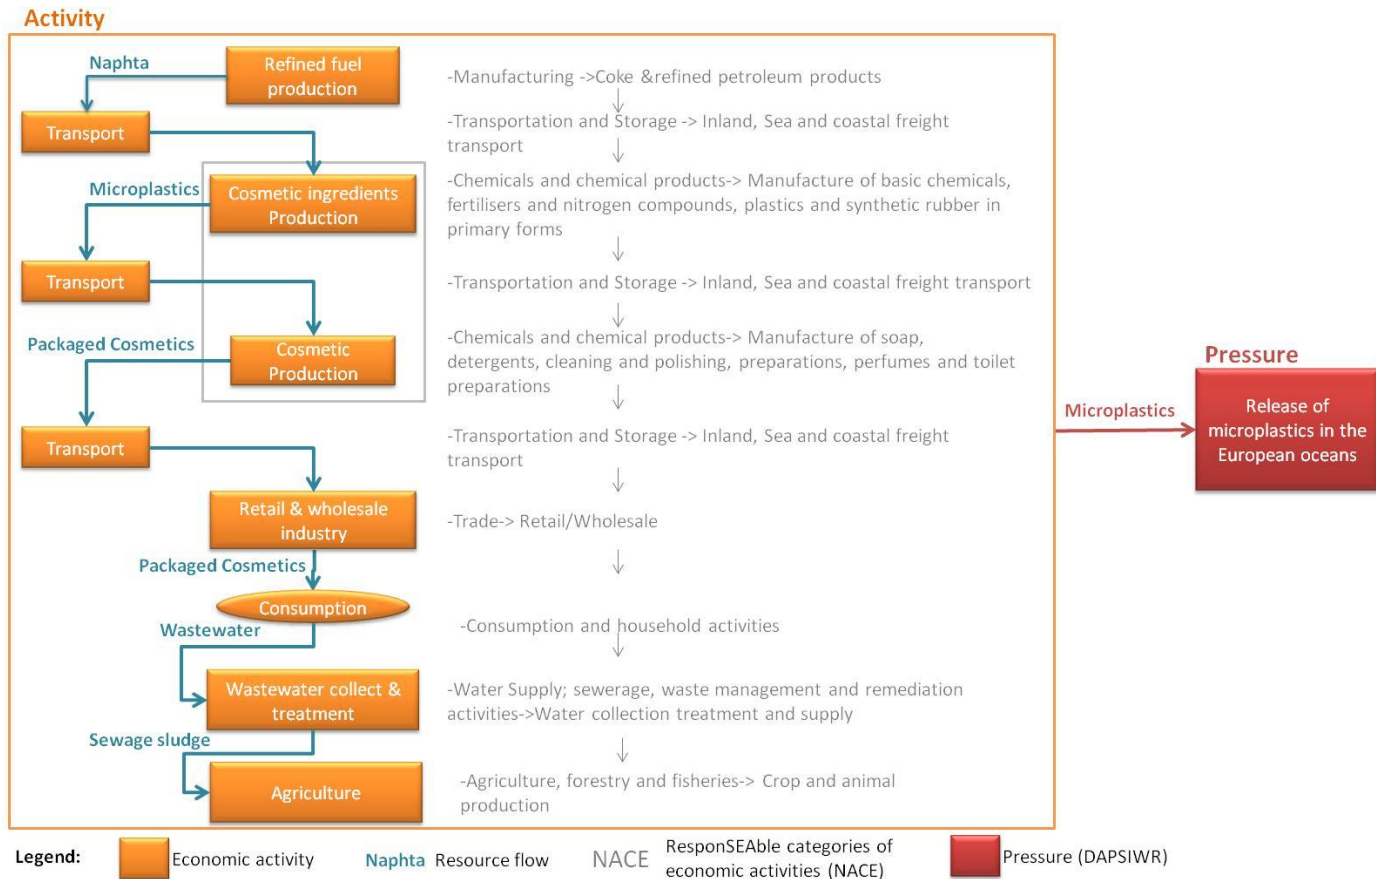 Activity
Naphta
Refined fuel
production
-Manufacturing ->Coke &refined petroleum products
Transport
-Transportation and Storage -> Inland, Sea and coastal freight
transport
Microplastics
Cosmetic ingredients
Production
-Chemicals and chemical products-> Manufacture of basic chemicals,
fertilisers and nitrogen compounds, plastics and synthetic rubber in
primary forms
Transport
-Transportation and Storage -> Inland, Sea and coastal freight transport
Packaged Cosmetics
Cosmetic
Production
-Chemicals and chemical products-> Manufacture of soap,
detergents, cleaning and polishing, preparations, perfumes and toilet
preparations
Transport
-Transportation and Storage -> Inland, Sea and coastal freight
transport
Retail & wholesale
industry
-Trade-> Retail/Wholesale
Packaged Cosmetics
Consumption
-Consumption and household activities
Wastewater
Wastewater collect &
treatment
-Water Supply; sewerage, waste management and remediation
activities->Water collection treatment and supply
Sewage sludge
Agriculture
-Agriculture, forestry and fisheries-> Crop and animal
production
Microplastics
Pressure
Release of
microplastics in the
European oceans
Legend:
Economic activity
Naphta Resource flow
NACE
ResponSEAble categories of
economic activities (NACE)
Pressure (DAPSIWR)